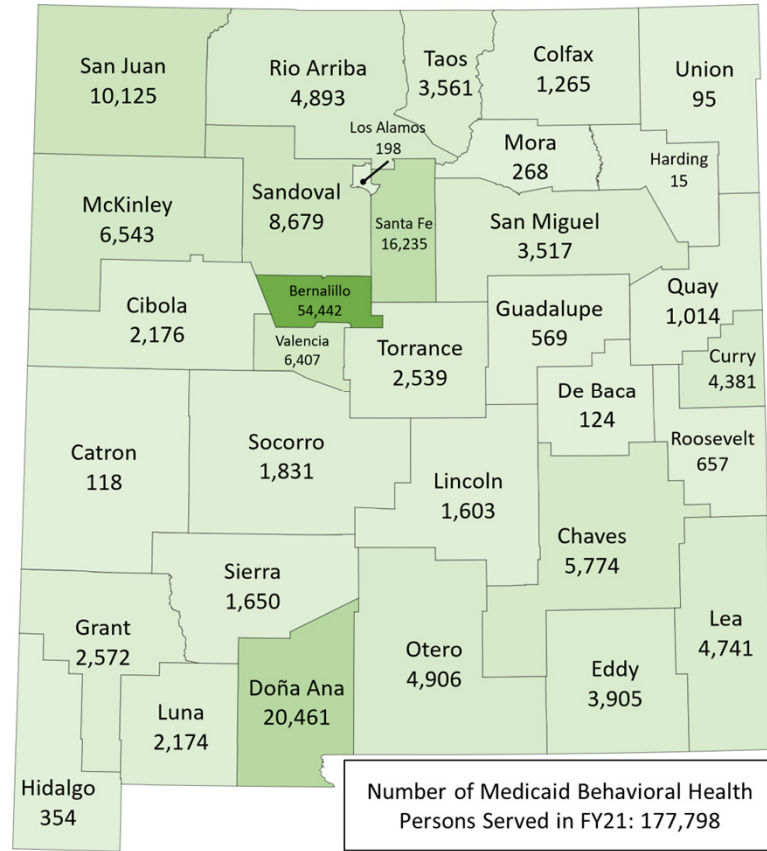 San Juan
10,125
Rio Arriba
4,893
Taos
3,561
Colfax
1,265
Union
95
Los Alamos
198
Mora
268
Harding
15
McKinley
6,543
Sandoval
8,679
Santa Fe
16,235
San Miguel
3,517
Cibola
2,176
Bernalillo
54,442
Valencia
6,407
Torrance
2,539
Guadalupe
569
Quay
1,014
Curry
4,381
De Baca
124
Roosevelt
657
Catron
118
Socorro
1,831
Lincoln
1,603
Chaves
5,774
Sierra
1,650
Grant
2,572
Luna
2,174
Doña Ana
20,461
Otero
4,906
Eddy
3,905
Lea
4,741
Hidalgo
354
Number of Medicaid Behavioral Health
Persons Served in FY21: 177,798